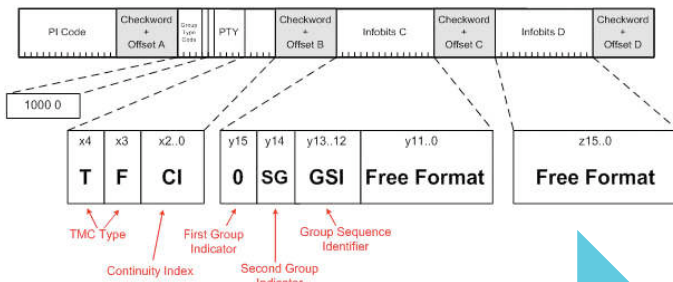 PI Code
Checkword
+
Offset A
Group
Type
Code
PTY
Checkword
+
Offset B
Infobits C
Checkword
+
Offset C
Infobits D
Checkword
+
Offset D
1000 0
x4 x3 x2..0
T F CI
y15 y14 y13..12 y11..0
0 SG GSI Free Format
z15..0
Free Format
TMC Type
Continuity Index
First Group
Indicator
Second Group
Indicator
Group Sequence
Identifier